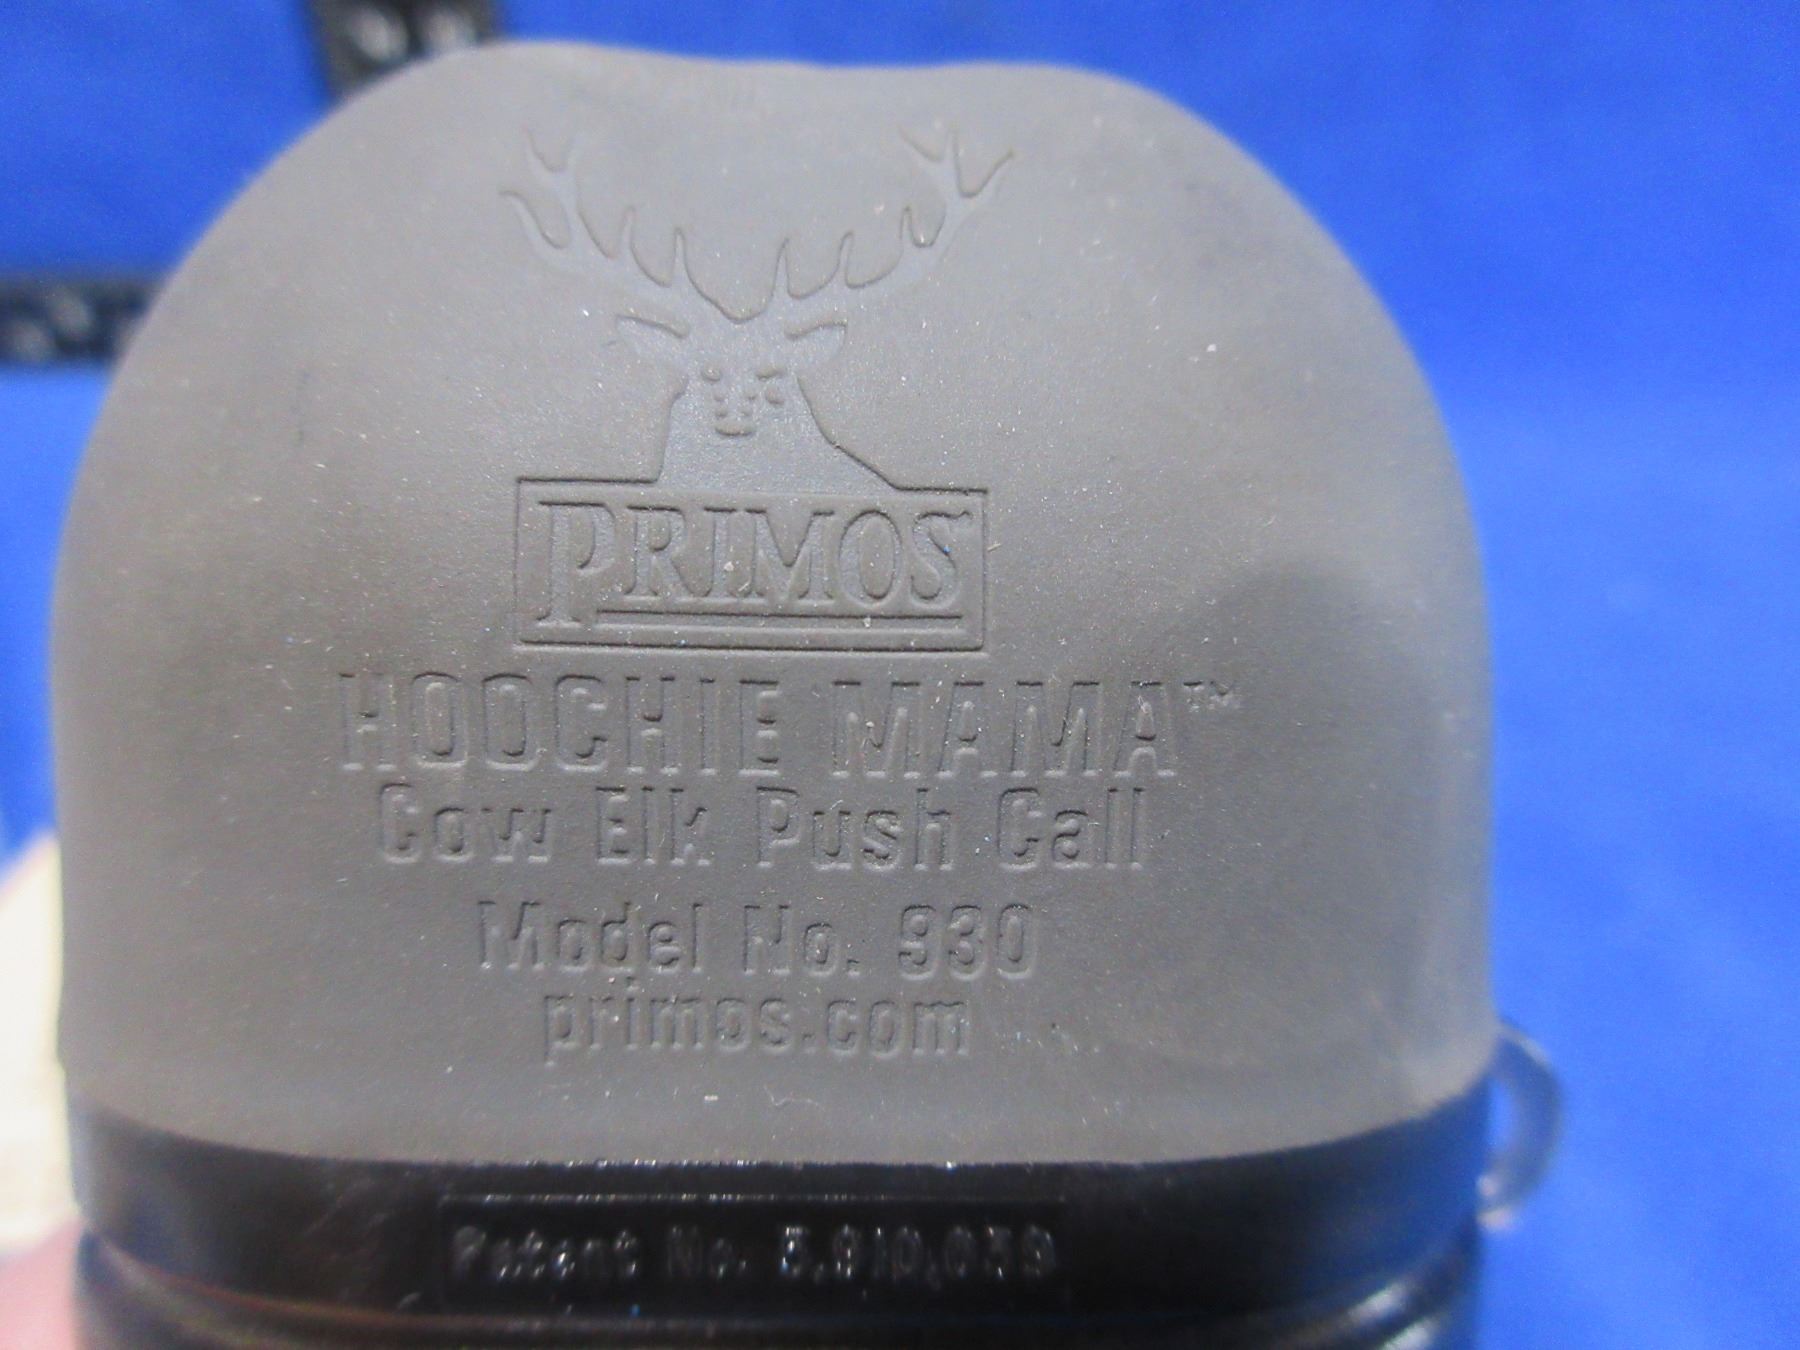 PRIMOS
HOOCHIE MAMA™
Cow Elk Push Call
Model No. 930
primos.com
Patent No. 5,910,039